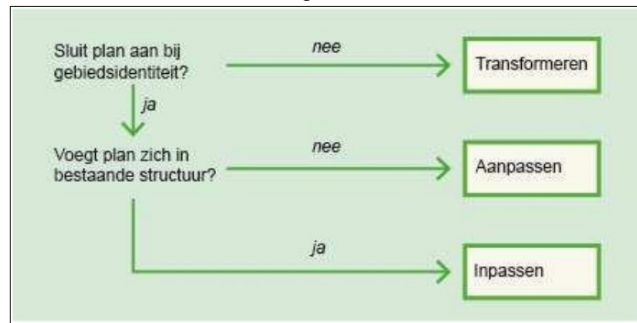 Sluit plan aan bij
gebiedsidentiteit?
nee
Transformeren
ja
Voegt plan zich in
bestaande structuur?
nee
Aanpassen
ja
Inpassen